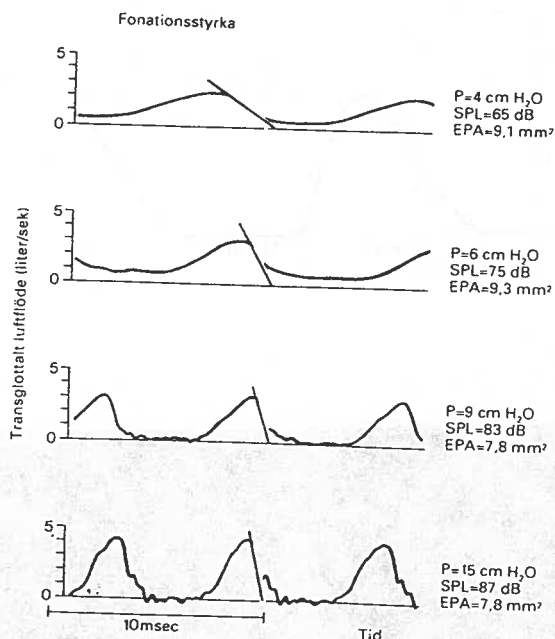 Fonationsstyrka
Transglottalt luftflöde (liter/sek)
5
0
P=4 cm H₂O
SPL=65 dB
EPA=9,1 mm²
5
0
P=6 cm H₂O
SPL=75 dB
EPA=9,3 mm²
5
0
P=9 cm H₂O
SPL=83 dB
EPA=7,8 mm²
5
0
P=15 cm H₂O
SPL=87 dB
EPA=7,8 mm²
10msec
Tid